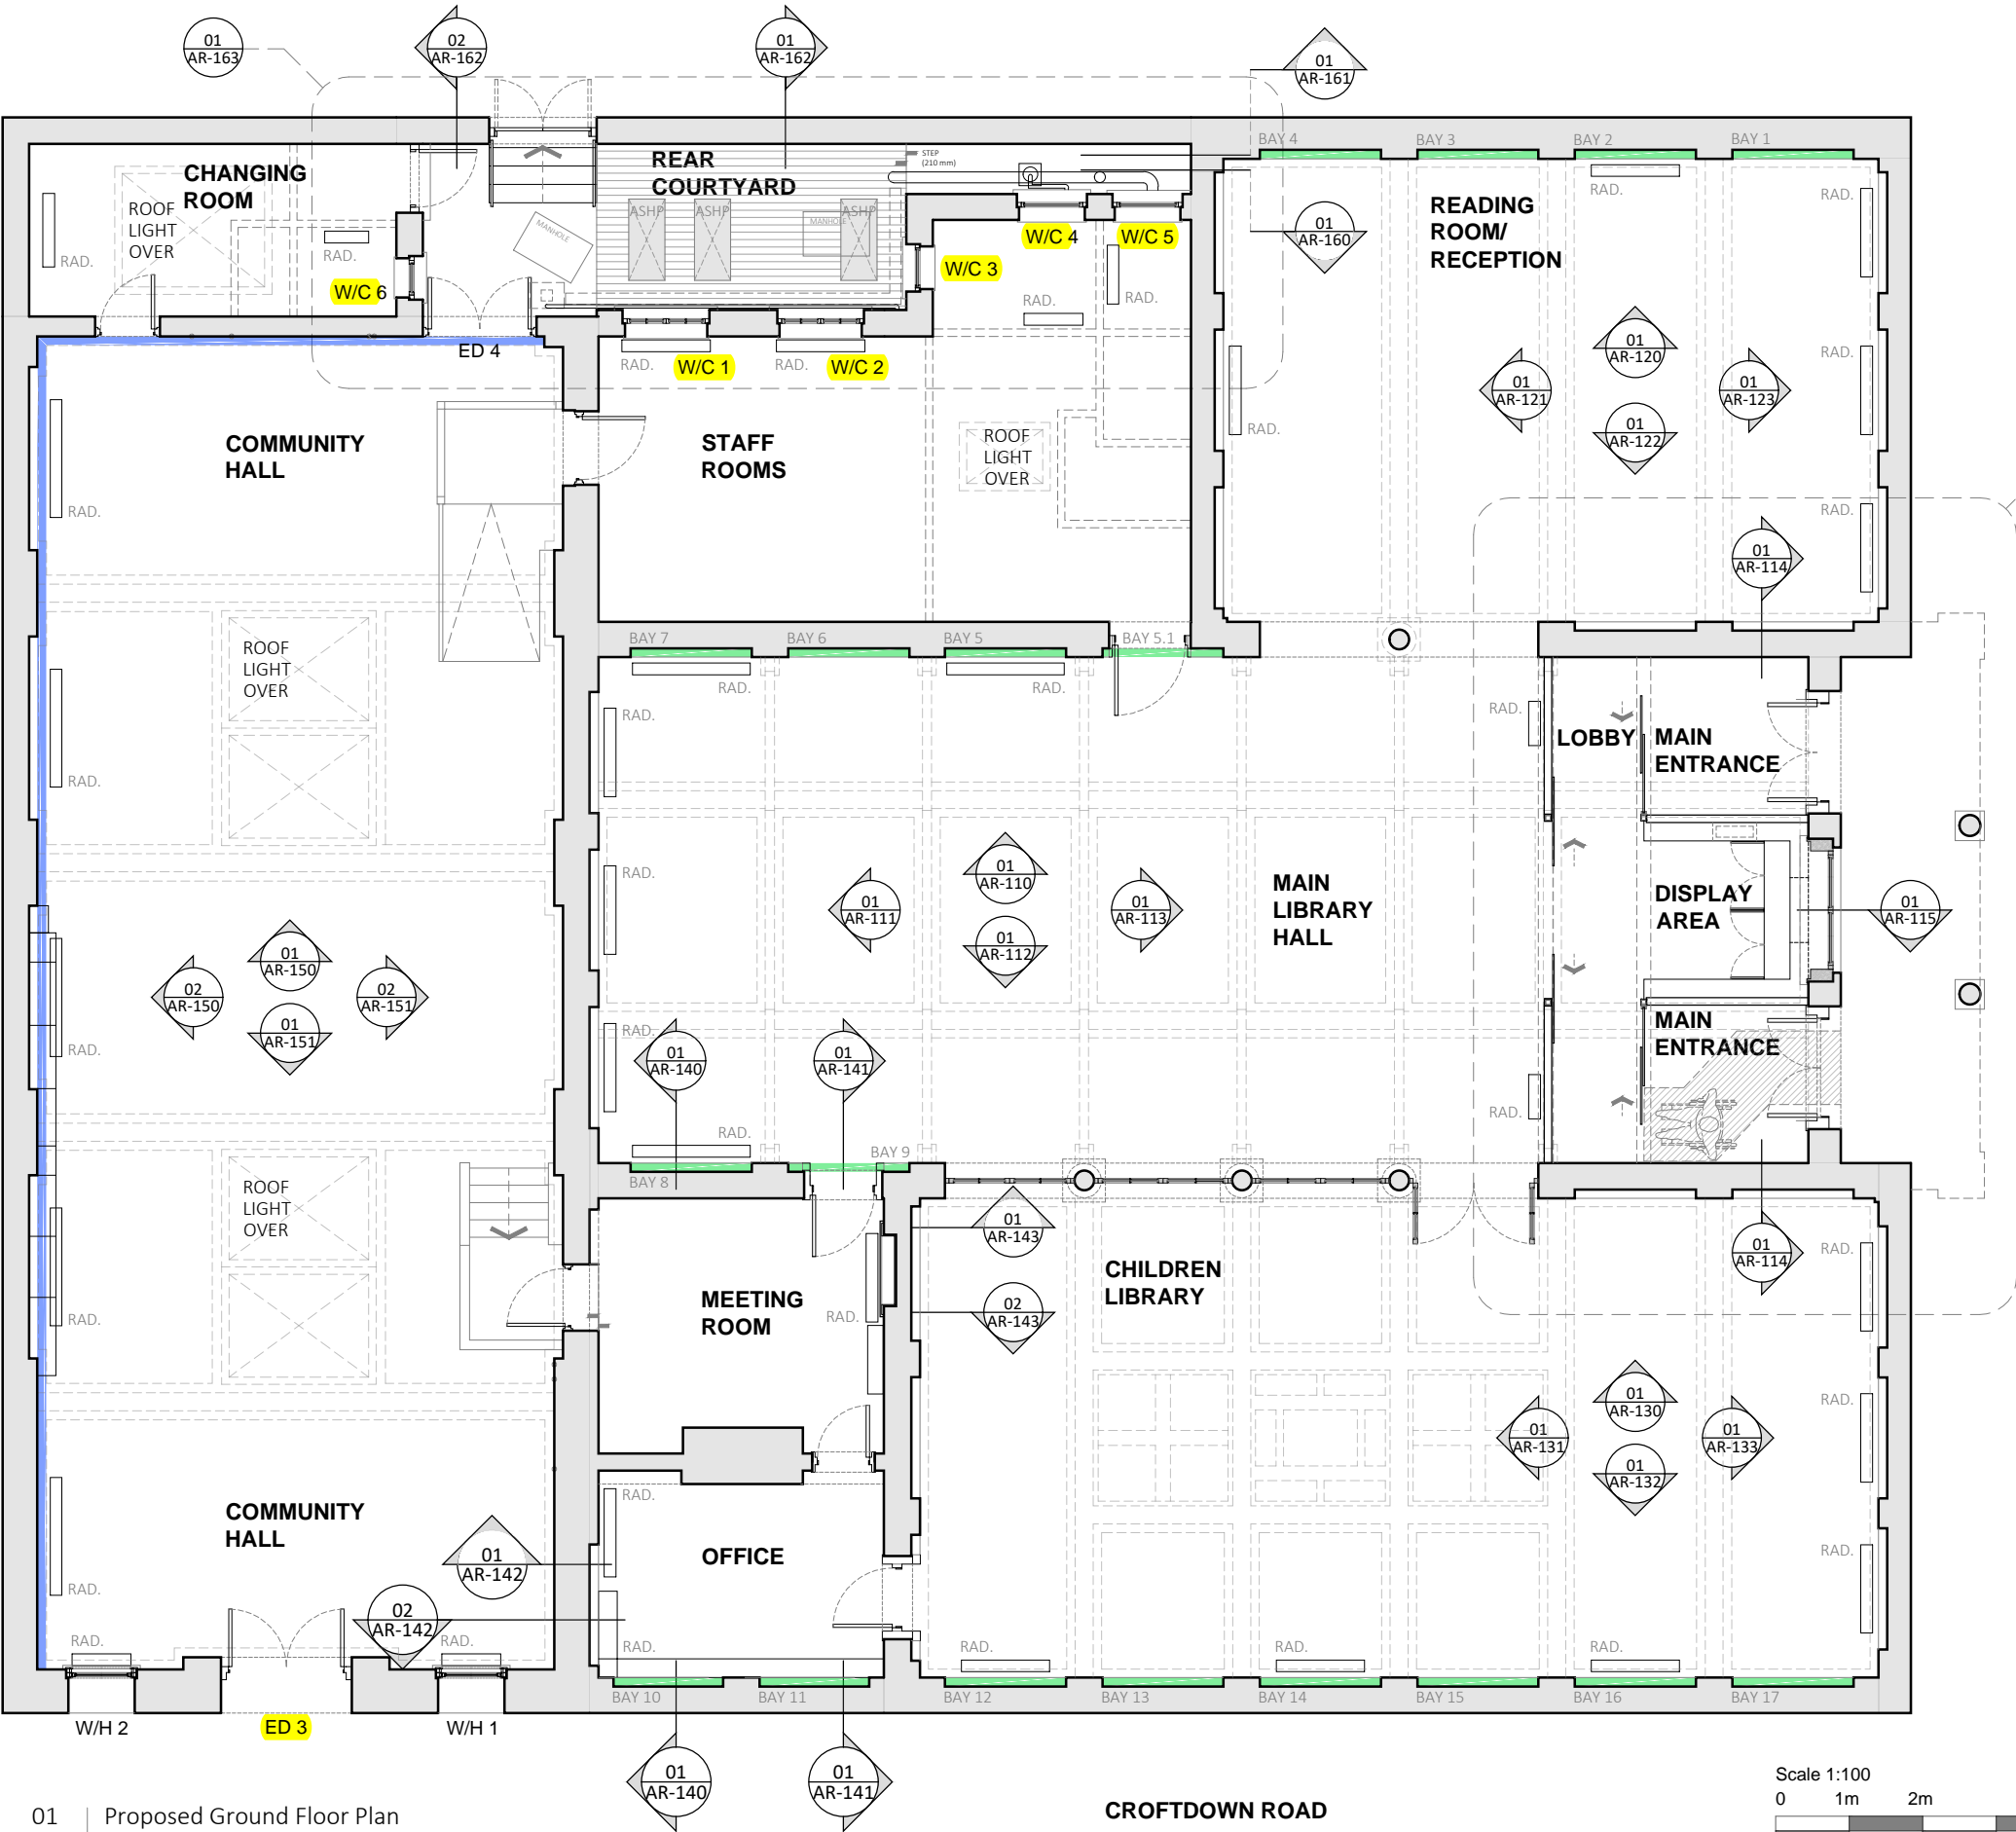 01
AR-163
02
AR-162
01
AR-162
01
AR-161
BAY 4
BAY 3
BAY 2
BAY 1
CHANGING
ROOM
ROOF
LIGHT
OVER
RAD.
RAD.
W/C 6
MANHOLE
REAR
COURTYARD
ASHP
ASHP
MANHOLE
ASHP
STEP
(210 mm)
W/C 3
W/C 4
W/C 5
RAD.
RAD.
01
AR-160
RAD.
READING
ROOM/
RECEPTION
RAD.
ED 4
RAD.
W/C 1
RAD.
W/C 2
01
AR-120
01
AR-121
01
AR-123
01
AR-122
RAD.
RAD.
RAD.
COMMUNITY
HALL
RAD.
STAFF
ROOMS
ROOF
LIGHT
OVER
01
AR-114
ROOF
LIGHT
OVER
RAD.
BAY 7
BAY 6
BAY 5
BAY 5.1
RAD.
RAD.
RAD.
RAD.
LOBBY
MAIN
ENTRANCE
RAD.
01
AR-110
01
AR-111
01
AR-113
01
AR-112
MAIN
LIBRARY
HALL
DISPLAY
AREA
01
AR-115
02
AR-150
01
AR-150
02
AR-151
01
AR-151
RAD.
RAD.
01
AR-140
01
AR-141
MAIN
ENTRANCE
RAD.
RAD.
BAY 9
BAY 8
ROOF
LIGHT
OVER
RAD.
01
AR-143
02
AR-143
MEETING
ROOM
RAD.
CHILDREN
LIBRARY
01
AR-114
RAD.
RAD.
01
AR-130
01
AR-131
01
AR-133
01
AR-132
RAD.
COMMUNITY
HALL
RAD.
01
AR-142
02
AR-142
RAD.
OFFICE
RAD.
RAD.
RAD.
RAD.
RAD.
RAD.
BAY 10
BAY 11
BAY 12
BAY 13
BAY 14
BAY 15
BAY 16
BAY 17
W/H 2
ED 3
W/H 1
01
AR-140
01
AR-141
CROFTDOWN ROAD
Scale 1:100
0 1m 2m
01 | Proposed Ground Floor Plan